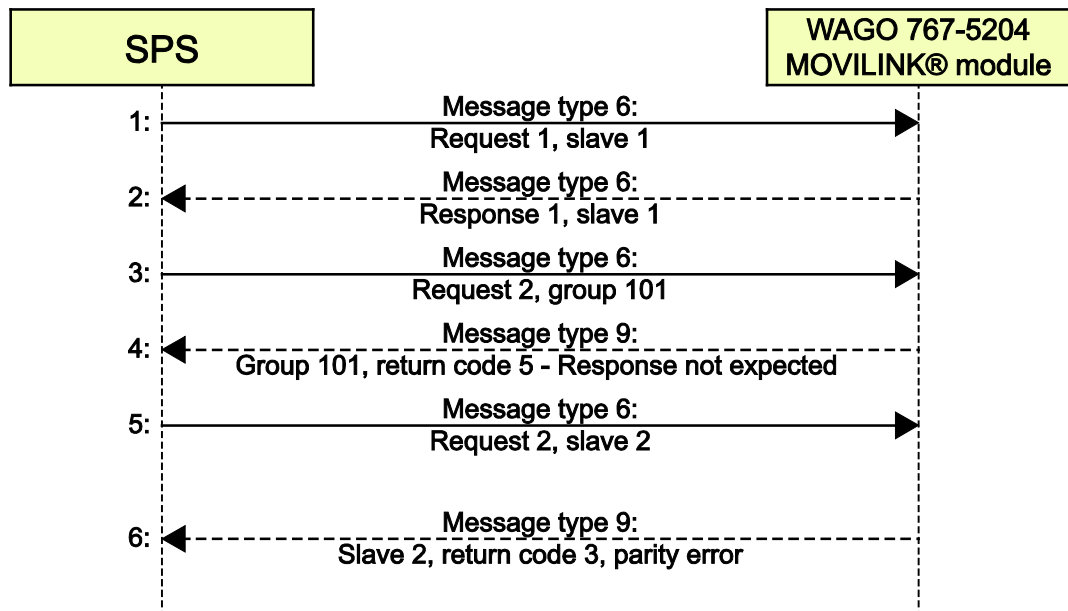 SPS
WAGO 767-5204
MOVILINK® module
1:
Message type 6:
Request 1, slave 1
2:
Message type 6:
Response 1, slave 1
3:
Message type 6:
Request 2, group 101
4:
Message type 9:
Group 101, return code 5 - Response not expected
5:
Message type 6:
Request 2, slave 2
6:
Message type 9:
Slave 2, return code 3, parity error